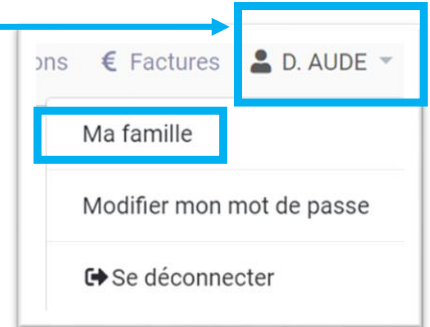 ons € Factures D. AUDE
Ma famille
Modifier mon mot de passe
Se déconnecter